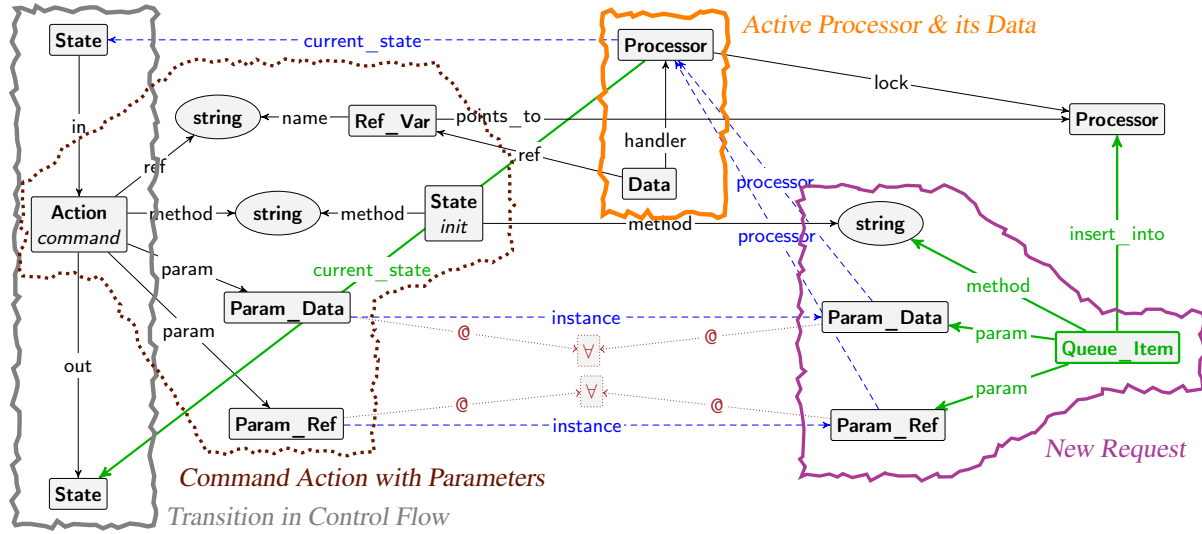 Active Processor & its Data
State
current_state
Processor
lock
in
string
name
Ref_Var
points_to
Processor
handler
ref
ref
Data
processor
Action
command
method
string
method
State
init
method
string
processor
insert_into
param
current_state
method
Param_Data
instance
Param_Data
param
param
@
@
∀
Queue_Item
out
∀
param
@
@
Param_Ref
instance
Param_Ref
New Request
Command Action with Parameters
State
Transition in Control Flow